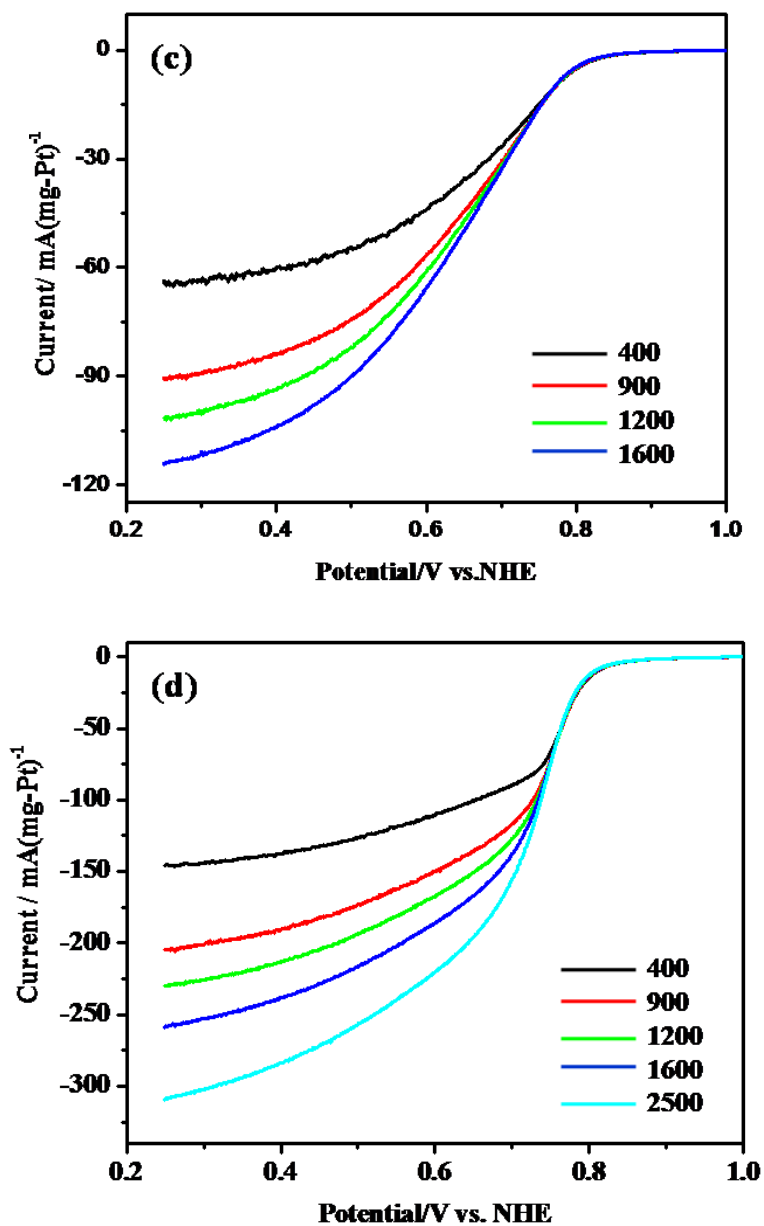 (c)
0
-30
-60
-90
-120
Current/ mA(mg-Pt)-1
400
900
1200
1600
0.2 0.4 0.6 0.8 1.0
Potential/V vs.NHE
(d)
0
-50
-100
-150
-200
-250
-300
Current / mA(mg-Pt)-1
400
900
1200
1600
2500
0.2 0.4 0.6 0.8 1.0
Potential/V vs. NHE